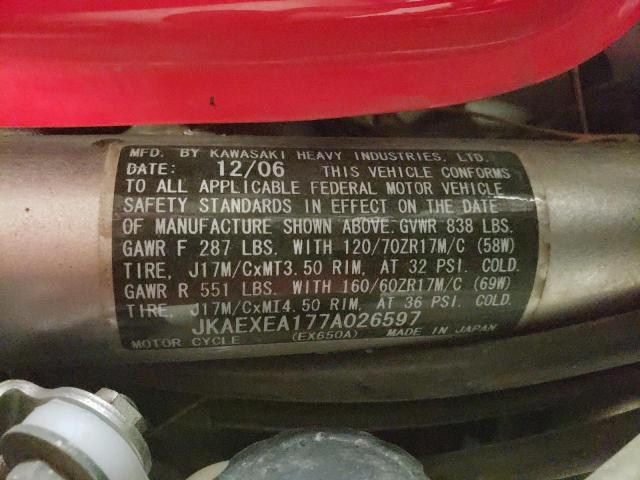 MFD. BY KAWASAKI HEAVY INDUSTRIES, LTD.
DATE: 12/06 THIS VEHICLE CONFORMS
TO ALL APPLICABLE FEDERAL MOTOR VEHICLE
SAFETY STANDARDS IN EFFECT ON THE DATE
OF MANUFACTURE SHOWN ABOVE. GVWR 838 LBS.
GAWR F 287 LBS. WITH 120/70ZR17M/C (58W)
TIRE, J17M/CxMT3.50 RIM, AT 32 PSI. COLD.
GAWR R 551 LBS. WITH 160/60ZR17M/C (69W)
TIRE, J17M/CxMT4.50 RIM, AT 36 PSI. COLD.
JKAEXEA177A026597
MOTOR CYCLE (EX650A) MADE IN JAPAN